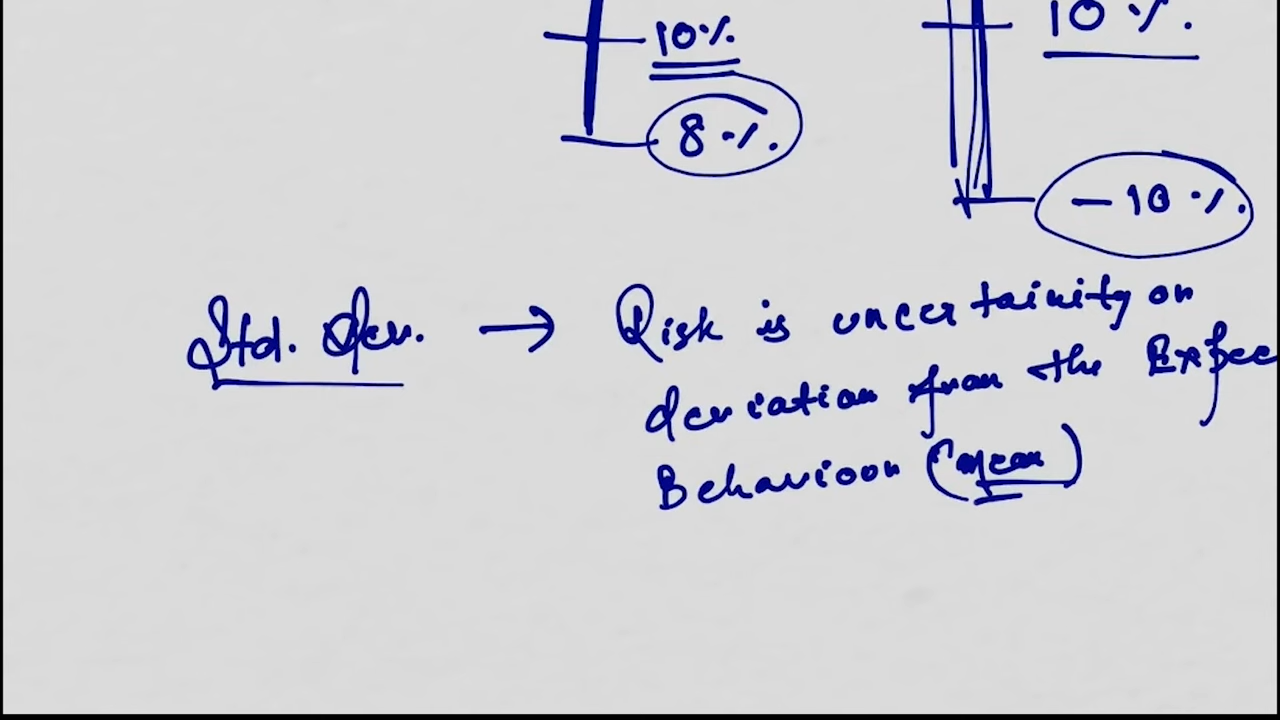 10%
10%
8%.
-10%.
Std. Dev. → Risk is uncertainity or
deviation from the Expec
Behaviour (mean)